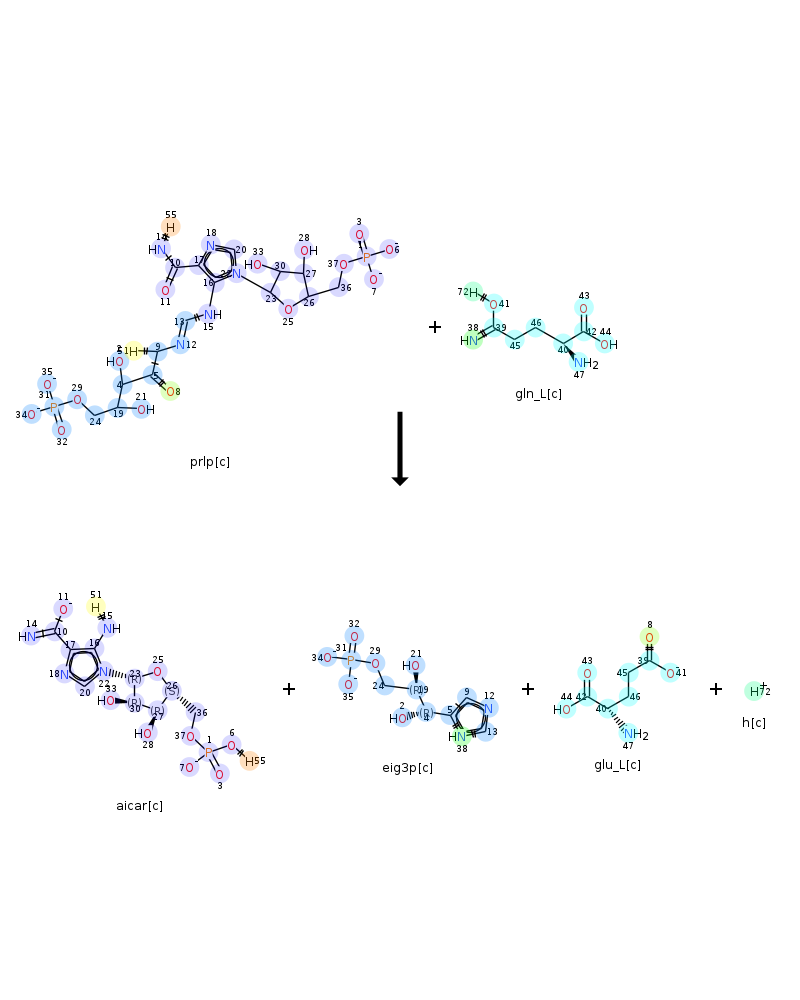 prlp[c]
+
gln_L[c]
aicar[c]
+
eig3p[c]
+
glu_L[c]
+
h[c]
55
H
14
HN
10
O
11
18
N
17
20
N
22
16
13
NH
15
HO
33
30
28
OH
27
23
O
25
26
36
37
O
3
O
P
1
O-
6
O-
7
2
HO
51
H
9
N
12
5
O
8
4
35
O-
31
P
34
O-
O
32
29
O
24
19
21
OH
72
H
O
41
38
HN
39
45
46
40
43
O
42
44
OH
NH2
47
11
O-
51
H
14
HN
10
15
NH
17
16
18
N
20
N
22
(R)
23
25
O
(S)
26
33
HO
(R)
30
(R)
27
HO
28
36
37
O
1
P
6
O
H
55
7
O-
O
3
32
O
31
P
34
O-
O-
35
29
O
24
21
HO
(R)
19
2
HO
(R)
4
5
9
12
N
13
HN
38
8
O
39
O-
41
45
46
43
O
44
HO
42
40
NH2
47
H+
72